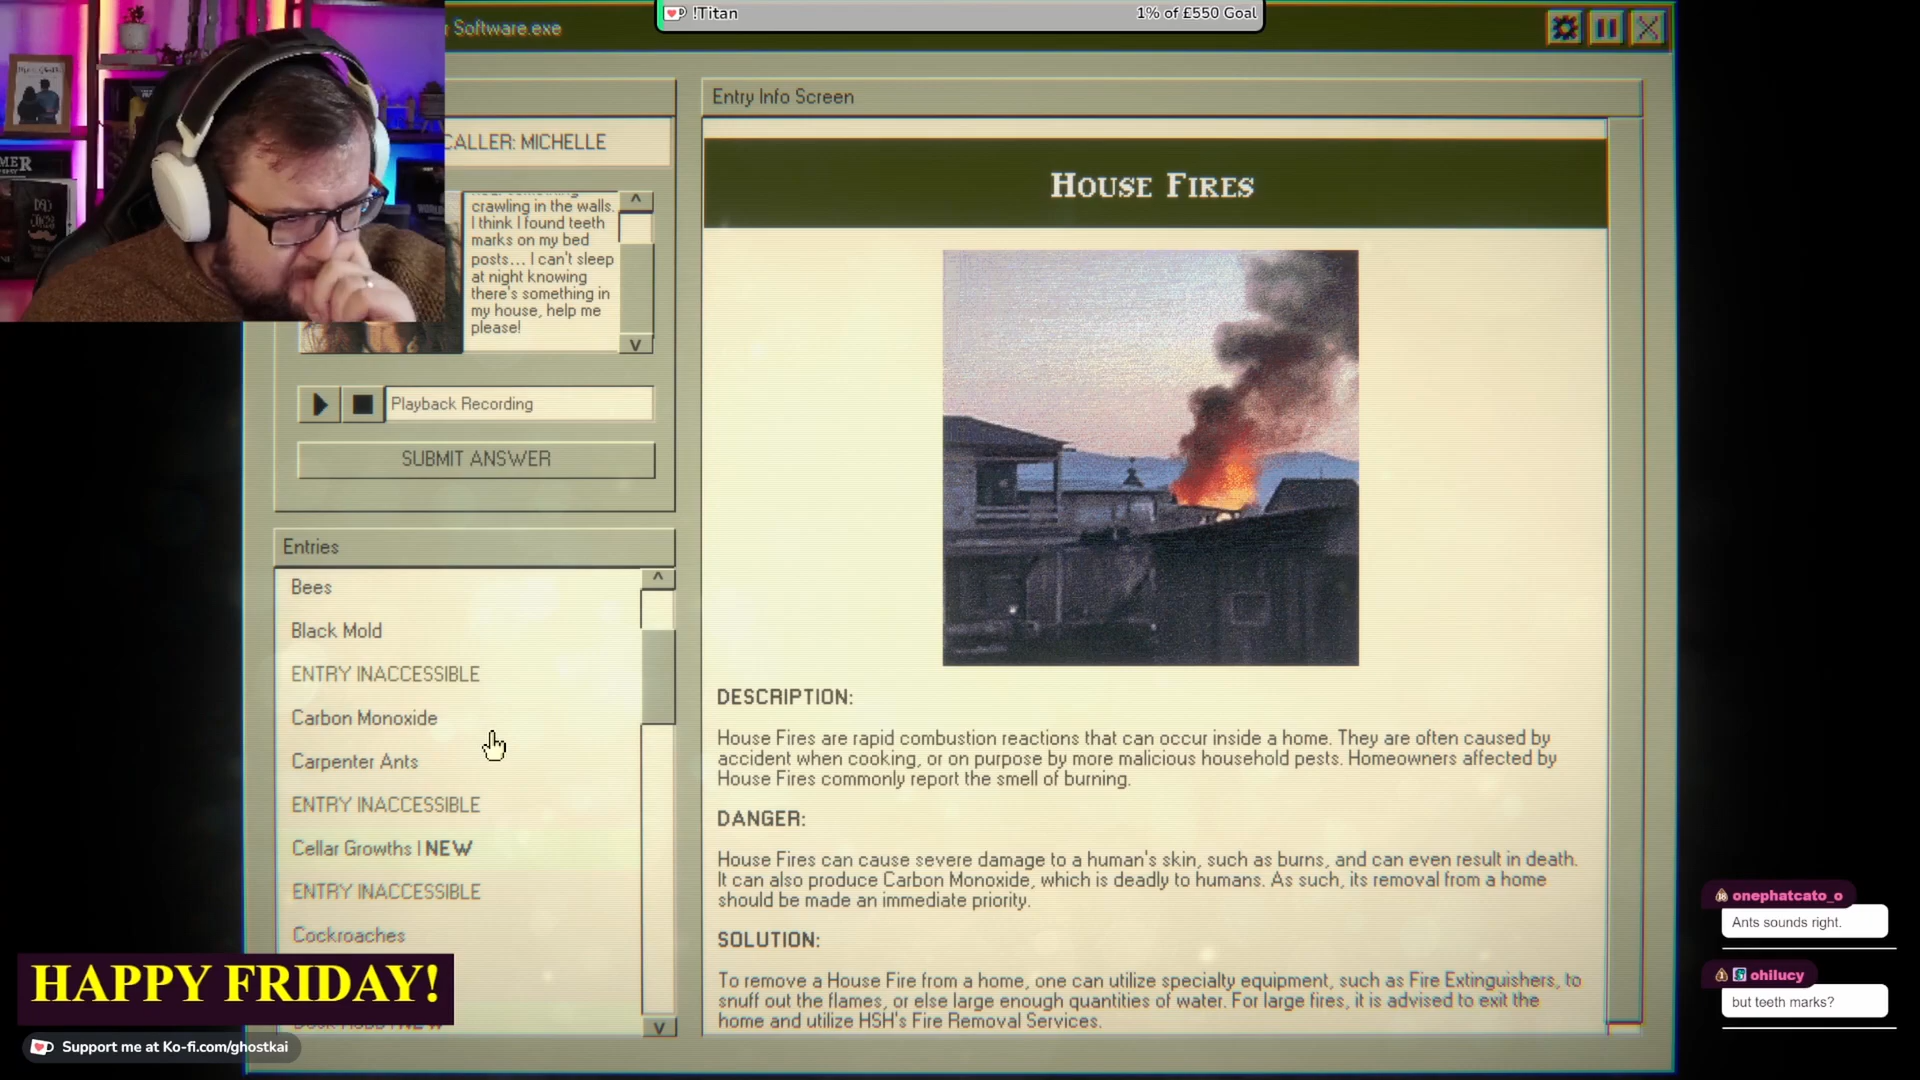 r Software.exe
!Titan
1% of £550 Goal
CALLER: MICHELLE
crawling in the walls.
I think I found teeth
marks on my bed
posts... I can't sleep
at night knowing
there's something in
my house, help me
please!
Playback Recording
SUBMIT ANSWER
Entries
Bees
Black Mold
ENTRY INACCESSIBLE
Carbon Monoxide
Carpenter Ants
ENTRY INACCESSIBLE
Cellar Growths | NEW
ENTRY INACCESSIBLE
Cockroaches
Entry Info Screen
HOUSE FIRES
DESCRIPTION:
House Fires are rapid combustion reactions that can occur inside a home. They are often caused by
accident when cooking, or on purpose by more malicious household pests. Homeowners affected by
House Fires commonly report the smell of burning.
DANGER:
House Fires can cause severe damage to a human's skin, such as burns, and can even result in death.
It can also produce Carbon Monoxide, which is deadly to humans. As such, its removal from a home
should be made an immediate priority.
SOLUTION:
To remove a House Fire from a home, one can utilize specialty equipment, such as Fire Extinguishers, to
snuff out the flames, or else large enough quantities of water. For large fires, it is advised to exit the
home and utilize HSH's Fire Removal Services.
HAPPY FRIDAY!
Support me at Ko-fi.com/ghostkai
onephatcato_o
Ants sounds right.
ohilucy
but teeth marks?